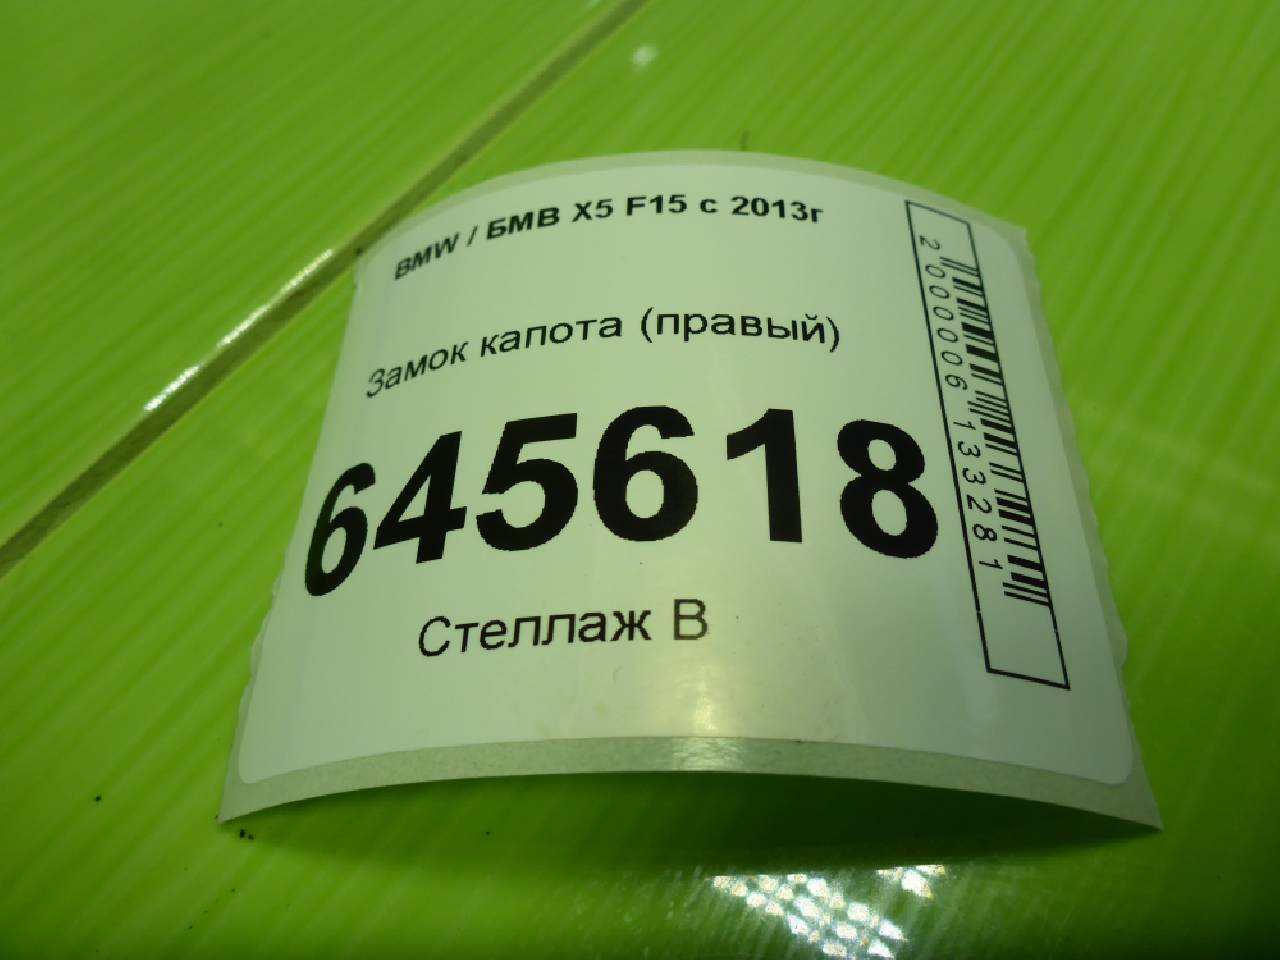 BMW / БМВ X5 F15 с 2013г
Замок капота (правый)
645618
Стеллаж В
2000006133281